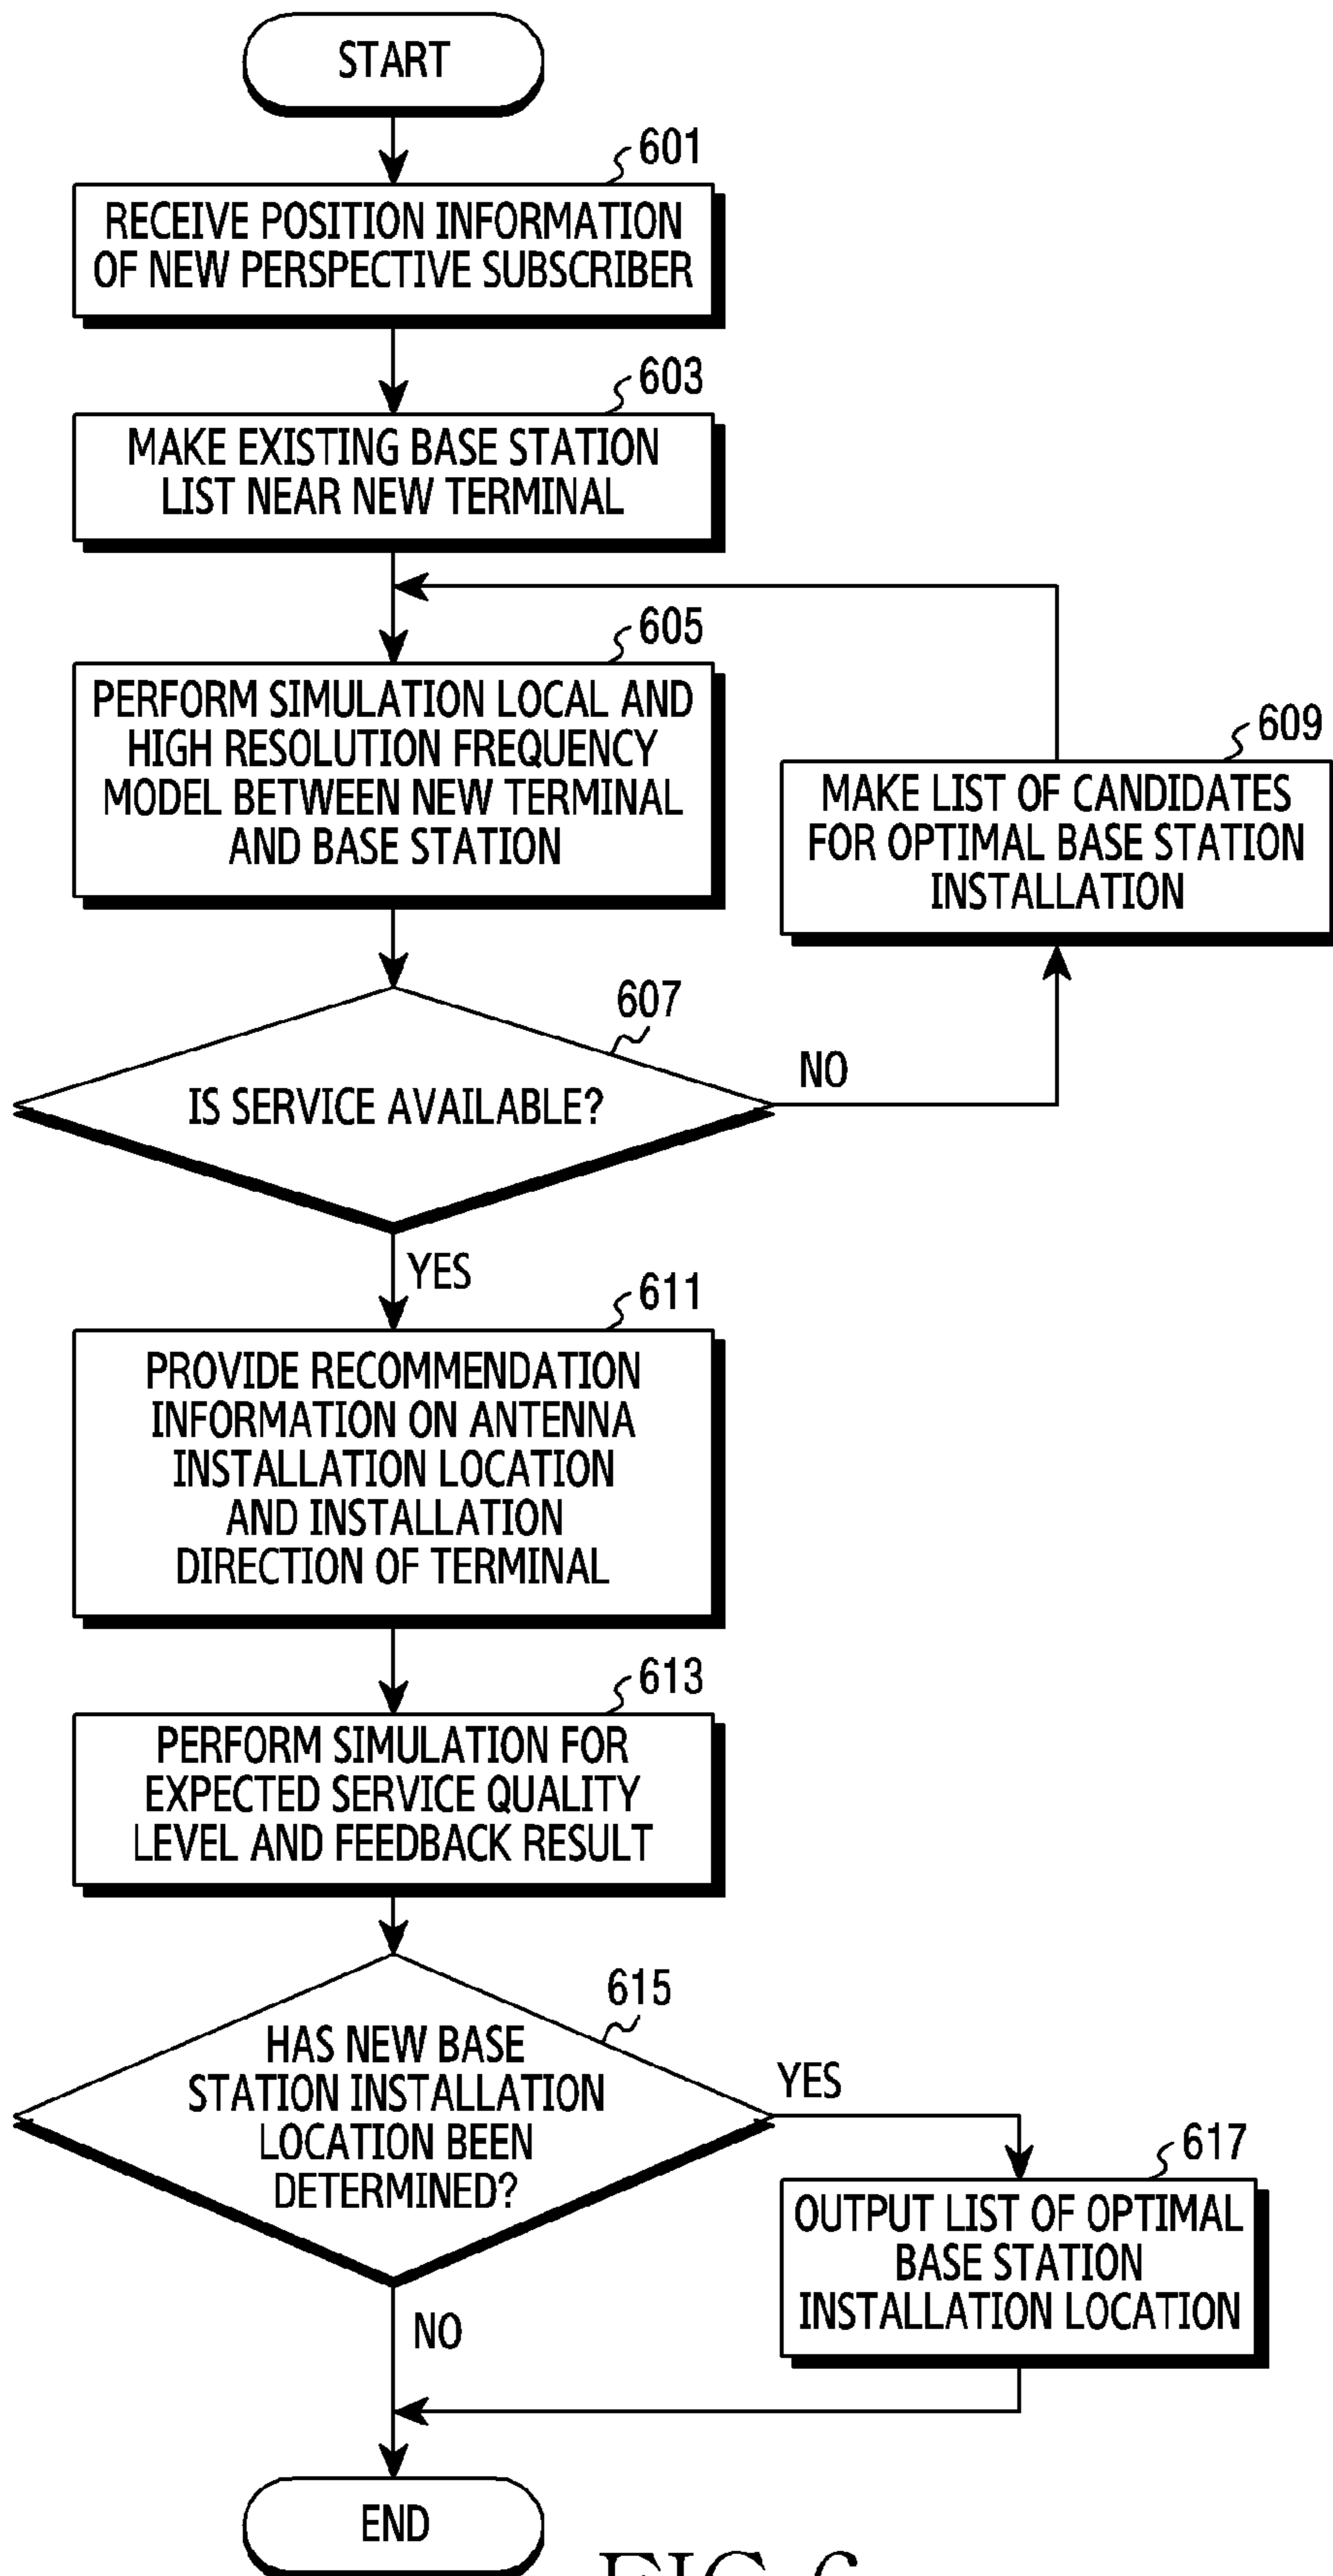 START
601
RECEIVE POSITION INFORMATION
OF NEW PERSPECTIVE SUBSCRIBER
603
MAKE EXISTING BASE STATION
LIST NEAR NEW TERMINAL
605
PERFORM SIMULATION LOCAL AND
HIGH RESOLUTION FREQUENCY
MODEL BETWEEN NEW TERMINAL
AND BASE STATION
609
MAKE LIST OF CANDIDATES
FOR OPTIMAL BASE STATION
INSTALLATION
607
IS SERVICE AVAILABLE?
NO
YES
611
PROVIDE RECOMMENDATION
INFORMATION ON ANTENNA
INSTALLATION LOCATION
AND INSTALLATION
DIRECTION OF TERMINAL
613
PERFORM SIMULATION FOR
EXPECTED SERVICE QUALITY
LEVEL AND FEEDBACK RESULT
615
HAS NEW BASE
STATION INSTALLATION
LOCATION BEEN
DETERMINED?
YES
617
OUTPUT LIST OF OPTIMAL
BASE STATION
INSTALLATION LOCATION
NO
END
FIG. 6